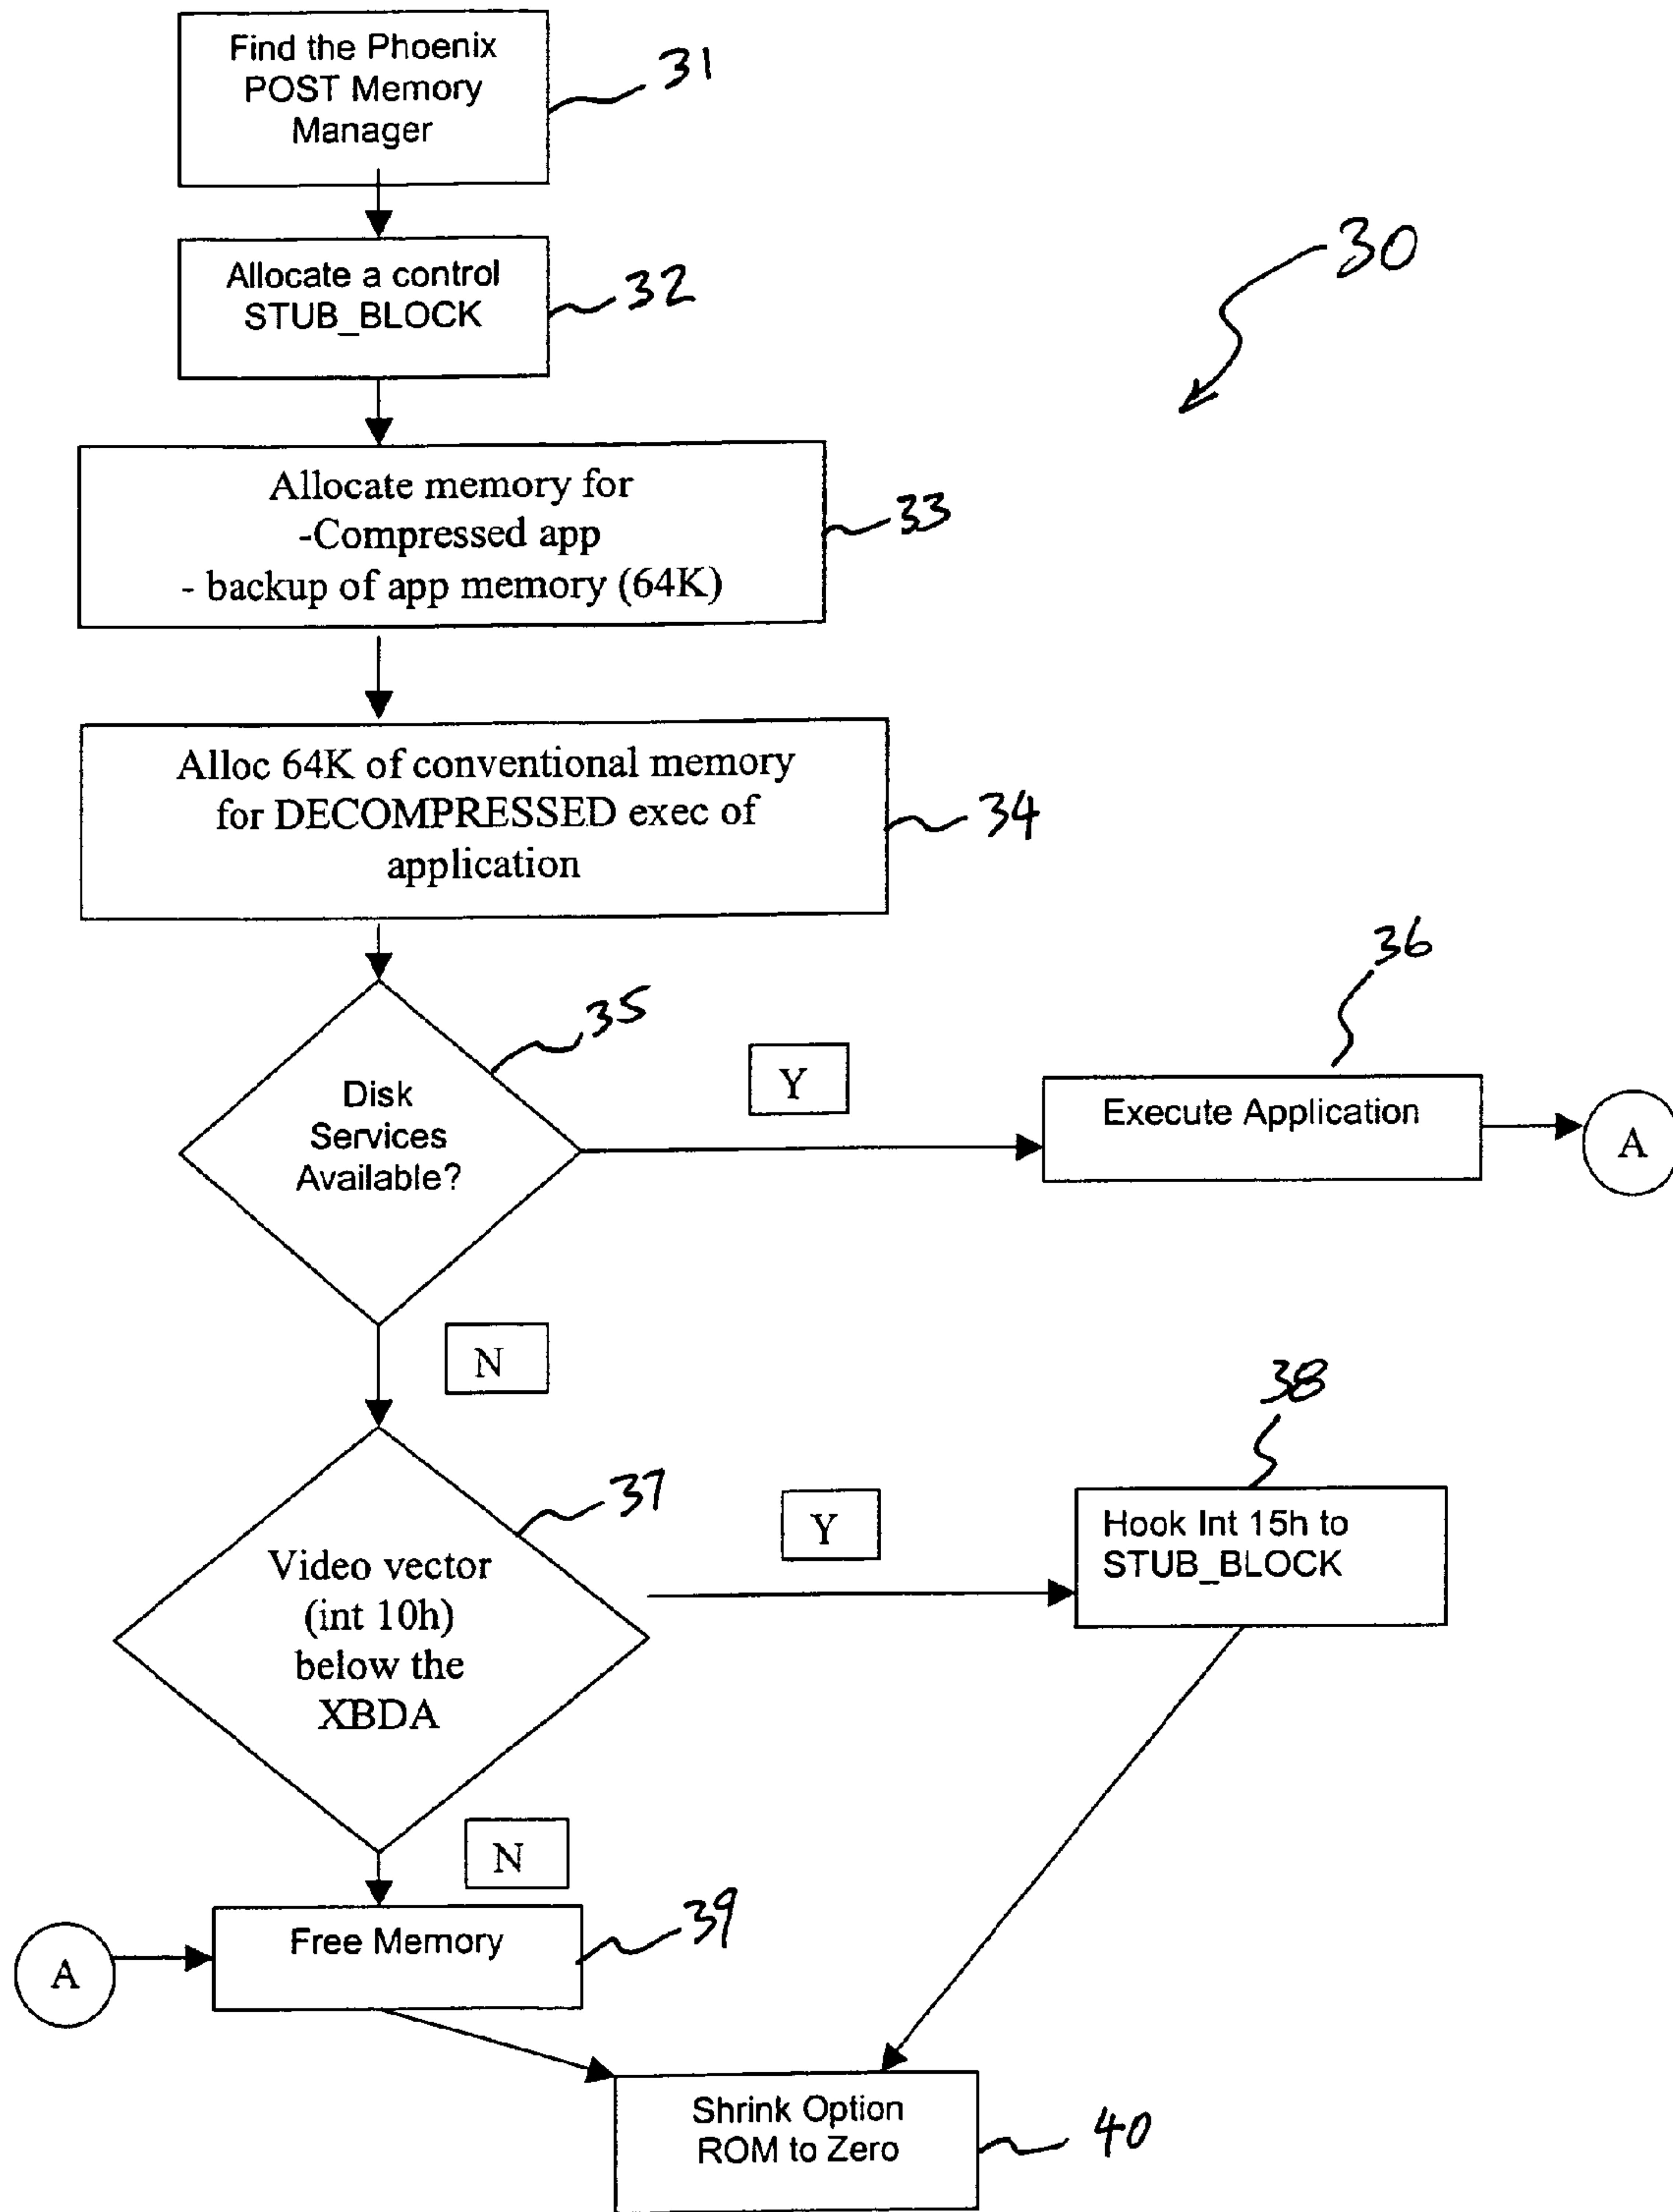 Find the Phoenix
POST Memory
Manager
31
30
Allocate a control
STUB_BLOCK
32
Allocate memory for
-Compressed app
- backup of app memory (64K)
33
Alloc 64K of conventional memory
for DECOMPRESSED exec of
application
34
35
36
Disk
Services
Available?
Y
Execute Application
A
N
38
37
Video vector
(int 10h)
below the
XBDA
Y
Hook Int 15h to
STUB_BLOCK
N
39
Free Memory
A
Shrink Option
ROM to Zero
40